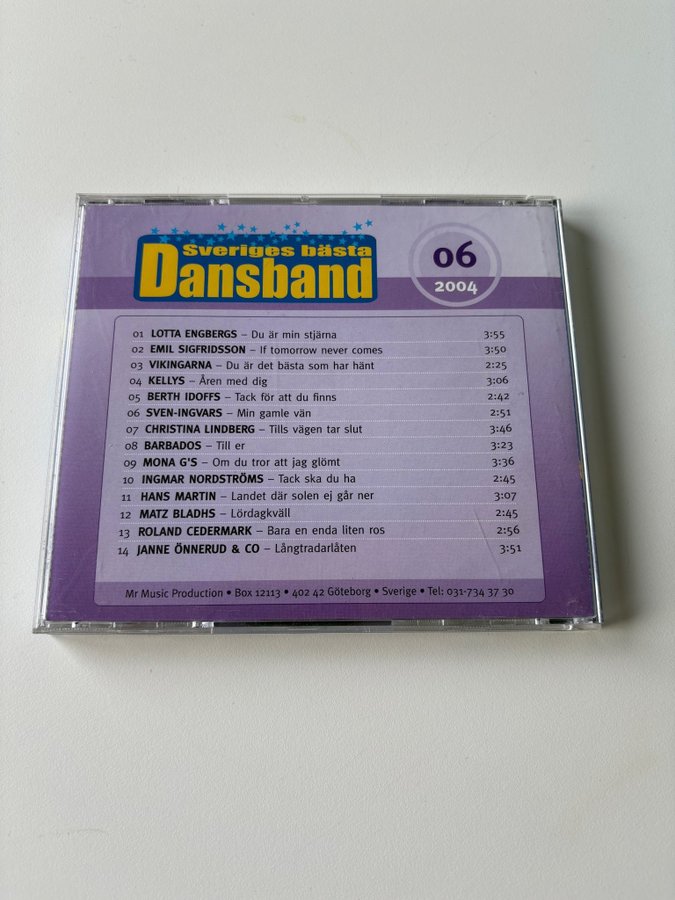 Sveriges bästa
Dansband
06
2004
01 LOTTA ENGBERGS – Du är min stjärna 3:55
02 EMIL SIGFRIDSSON – If tomorrow never comes 3:50
03 VIKINGARNA – Du är det bästa som har hänt 2:25
04 KELLYS – Åren med dig 3:06
05 BERTH IDOFFS – Tack för att du finns 2:42
06 SVEN-INGVARS – Min gamle vän 2:51
07 CHRISTINA LINDBERG – Tills vägen tar slut 3:46
08 BARBADOS – Till er 3:23
09 MONA G'S – Om du tror att jag glömt 3:36
10 INGMAR NORDSTRÖMS – Tack ska du ha 2:45
11 HANS MARTIN – Landet där solen ej går ner 3:07
12 MATZ BLADHS – Lördagkväll 2:45
13 ROLAND CEDERMARK – Bara en enda liten ros 2:56
14 JANNE ÖNNERUD & CO – Långtradarlåten 3:51
Mr Music Production • Box 12113 • 402 42 Göteborg • Sverige • Tel: 031-734 37 30